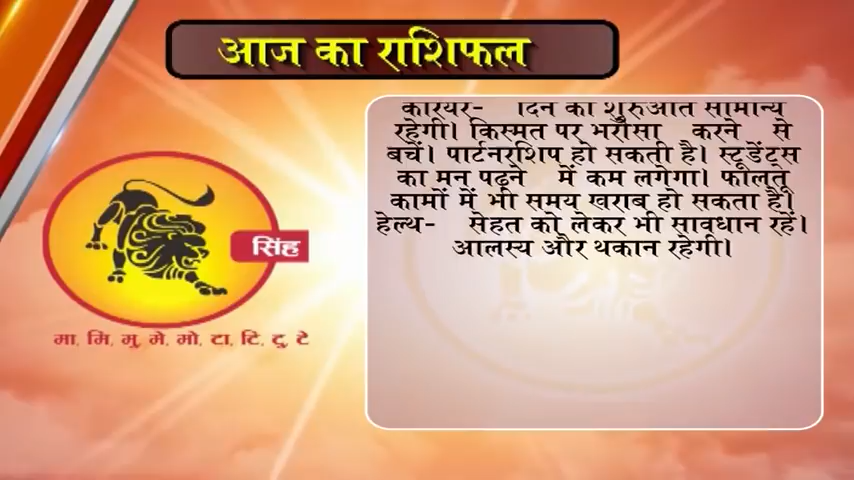 आज का राशिफल
करियर- दिन की शुरुआत सामान्य
रहेगी। किस्मत पर भरोसा करने से
बचें। पार्टनरशिप हो सकती है। स्टूडेंट्स
का मन पढ़ने में कम लगेगा। फालतू
कामों में भी समय खराब हो सकता है।
हेल्थ- सेहत को लेकर भी सावधान रहें।
आलस्य और थकान रहेगी।
सिंह
मा, मि, मु, मे, मो, टा, टि, टु, टे